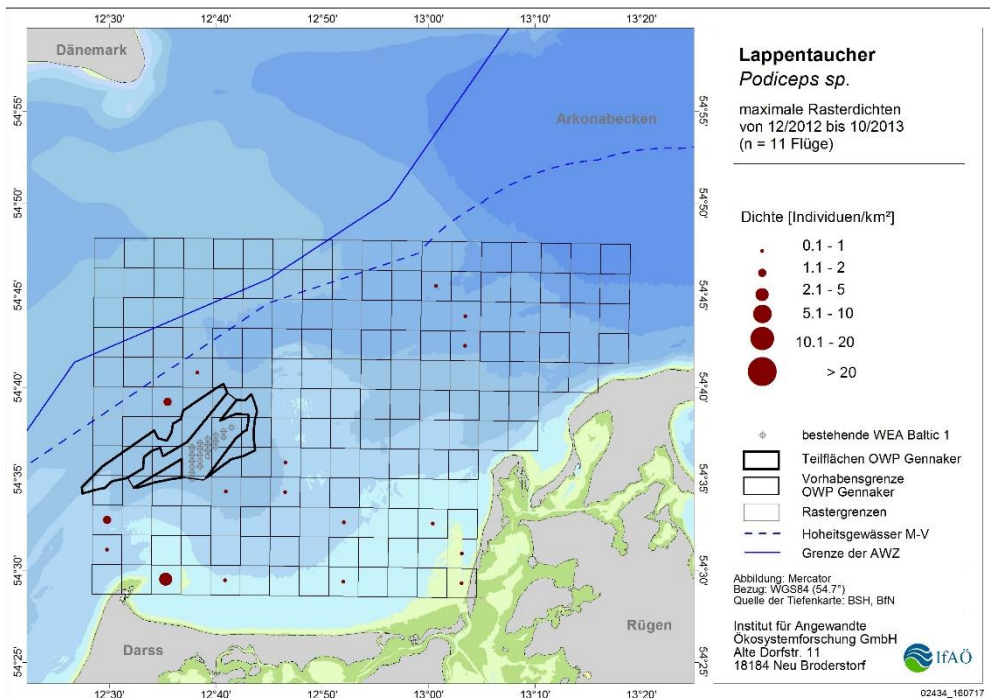 12°30'
12°40'
12°50'
13°00'
13°10'
13°20'
Dänemark
Arkonabecken
Darss
Rügen
54°55'
54°50'
54°45'
54°40'
54°35'
54°30'
54°25'
54°55'
54°50'
54°45'
54°40'
54°35'
54°30'
54°25'
12°30'
12°40'
12°50'
13°00'
13°10'
13°20'
Lappentaucher
Podiceps sp.
maximale Rasterdichten
von 12/2012 bis 10/2013
(n = 11 Flüge)
Dichte [Individuen/km²]
0.1 - 1
1.1 - 2
2.1 - 5
5.1 - 10
10.1 - 20
> 20
bestehende WEA Baltic 1
Teilflächen OWP Gennaker
Vorhabensgrenze
OWP Gennaker
Rastergrenzen
Hoheitsgewässer M-V
Grenze der AWZ
Abbildung: Mercator
Bezug: WGS84 (54.7°)
Quelle der Tiefenkarte: BSH, BfN
Institut für Angewandte
Ökosystemforschung GmbH
Alte Dorfstr. 11
18184 Neu Broderstorf
IfAÖ
02434_160717